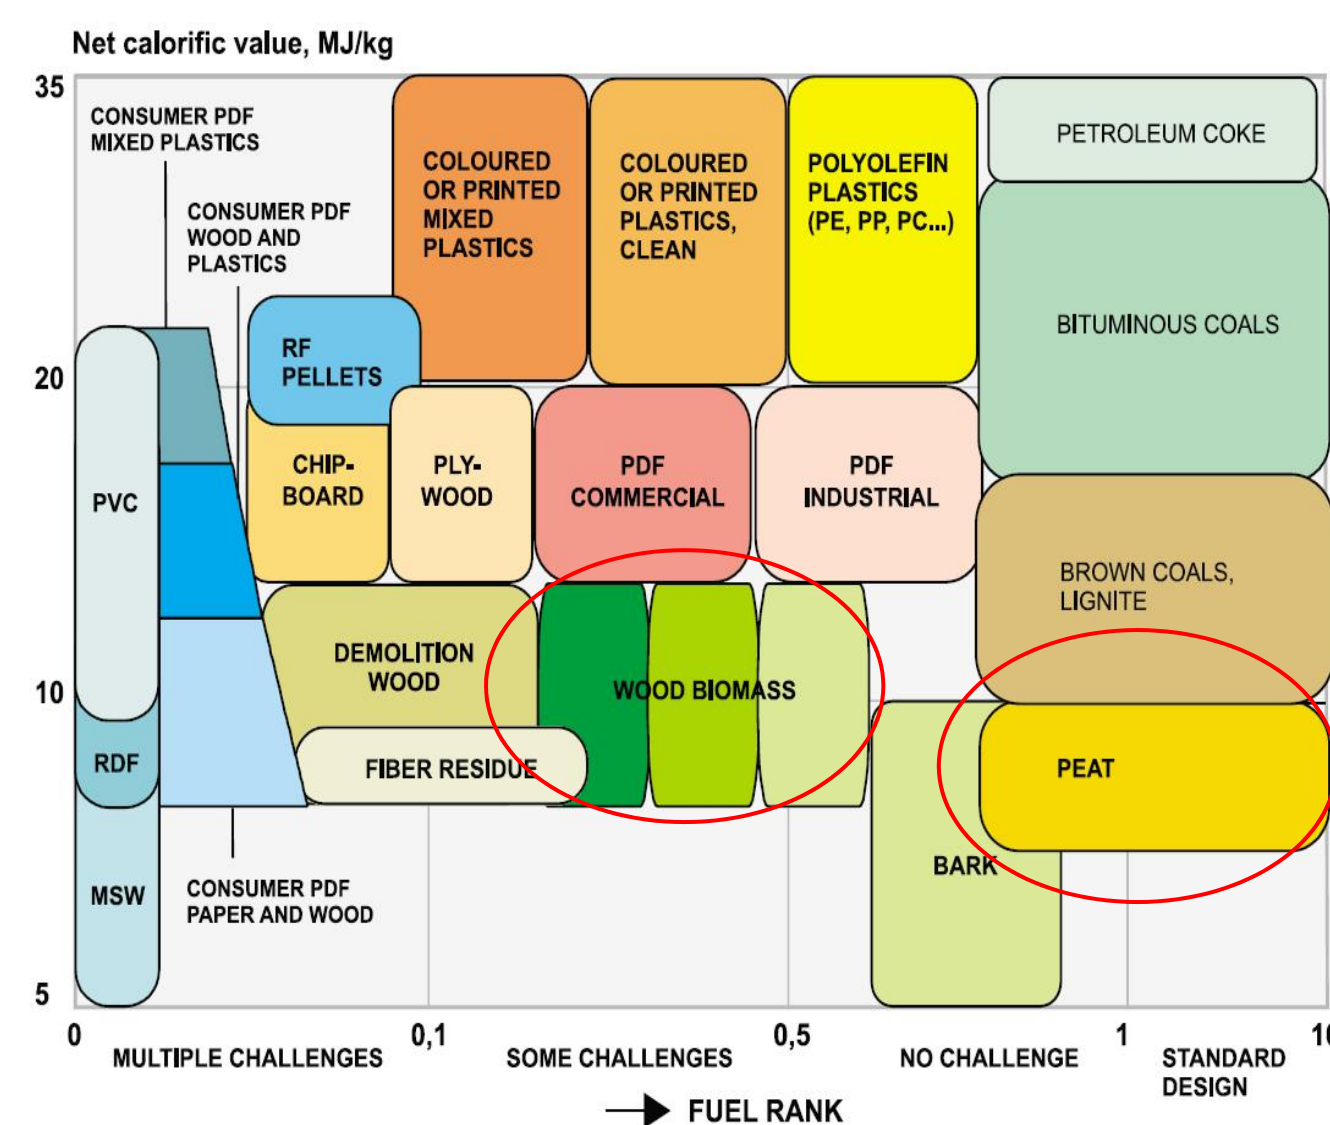 Net calorific value, MJ/kg
35
CONSUMER PDF
MIXED PLASTICS
CONSUMER PDF
WOOD AND
PLASTICS
COLOURED
OR PRINTED
MIXED
PLASTICS
COLOURED
OR PRINTED
PLASTICS,
CLEAN
POLYOLEFIN
PLASTICS
(PE, PP, PC...)
PETROLEUM COKE
BITUMINOUS COALS
RF
PELLETS
20
PVC
CHIP-
BOARD
PLY-
WOOD
PDF
COMMERCIAL
PDF
INDUSTRIAL
BROWN COALS,
LIGNITE
DEMOLITION
WOOD
WOOD BIOMASS
10
RDF
FIBER RESIDUE
PEAT
MSW
CONSUMER PDF
PAPER AND WOOD
BARK
5
0
0,1
0,5
1
MULTIPLE CHALLENGES
SOME CHALLENGES
NO CHALLENGE
STANDARD
DESIGN
FUEL RANK